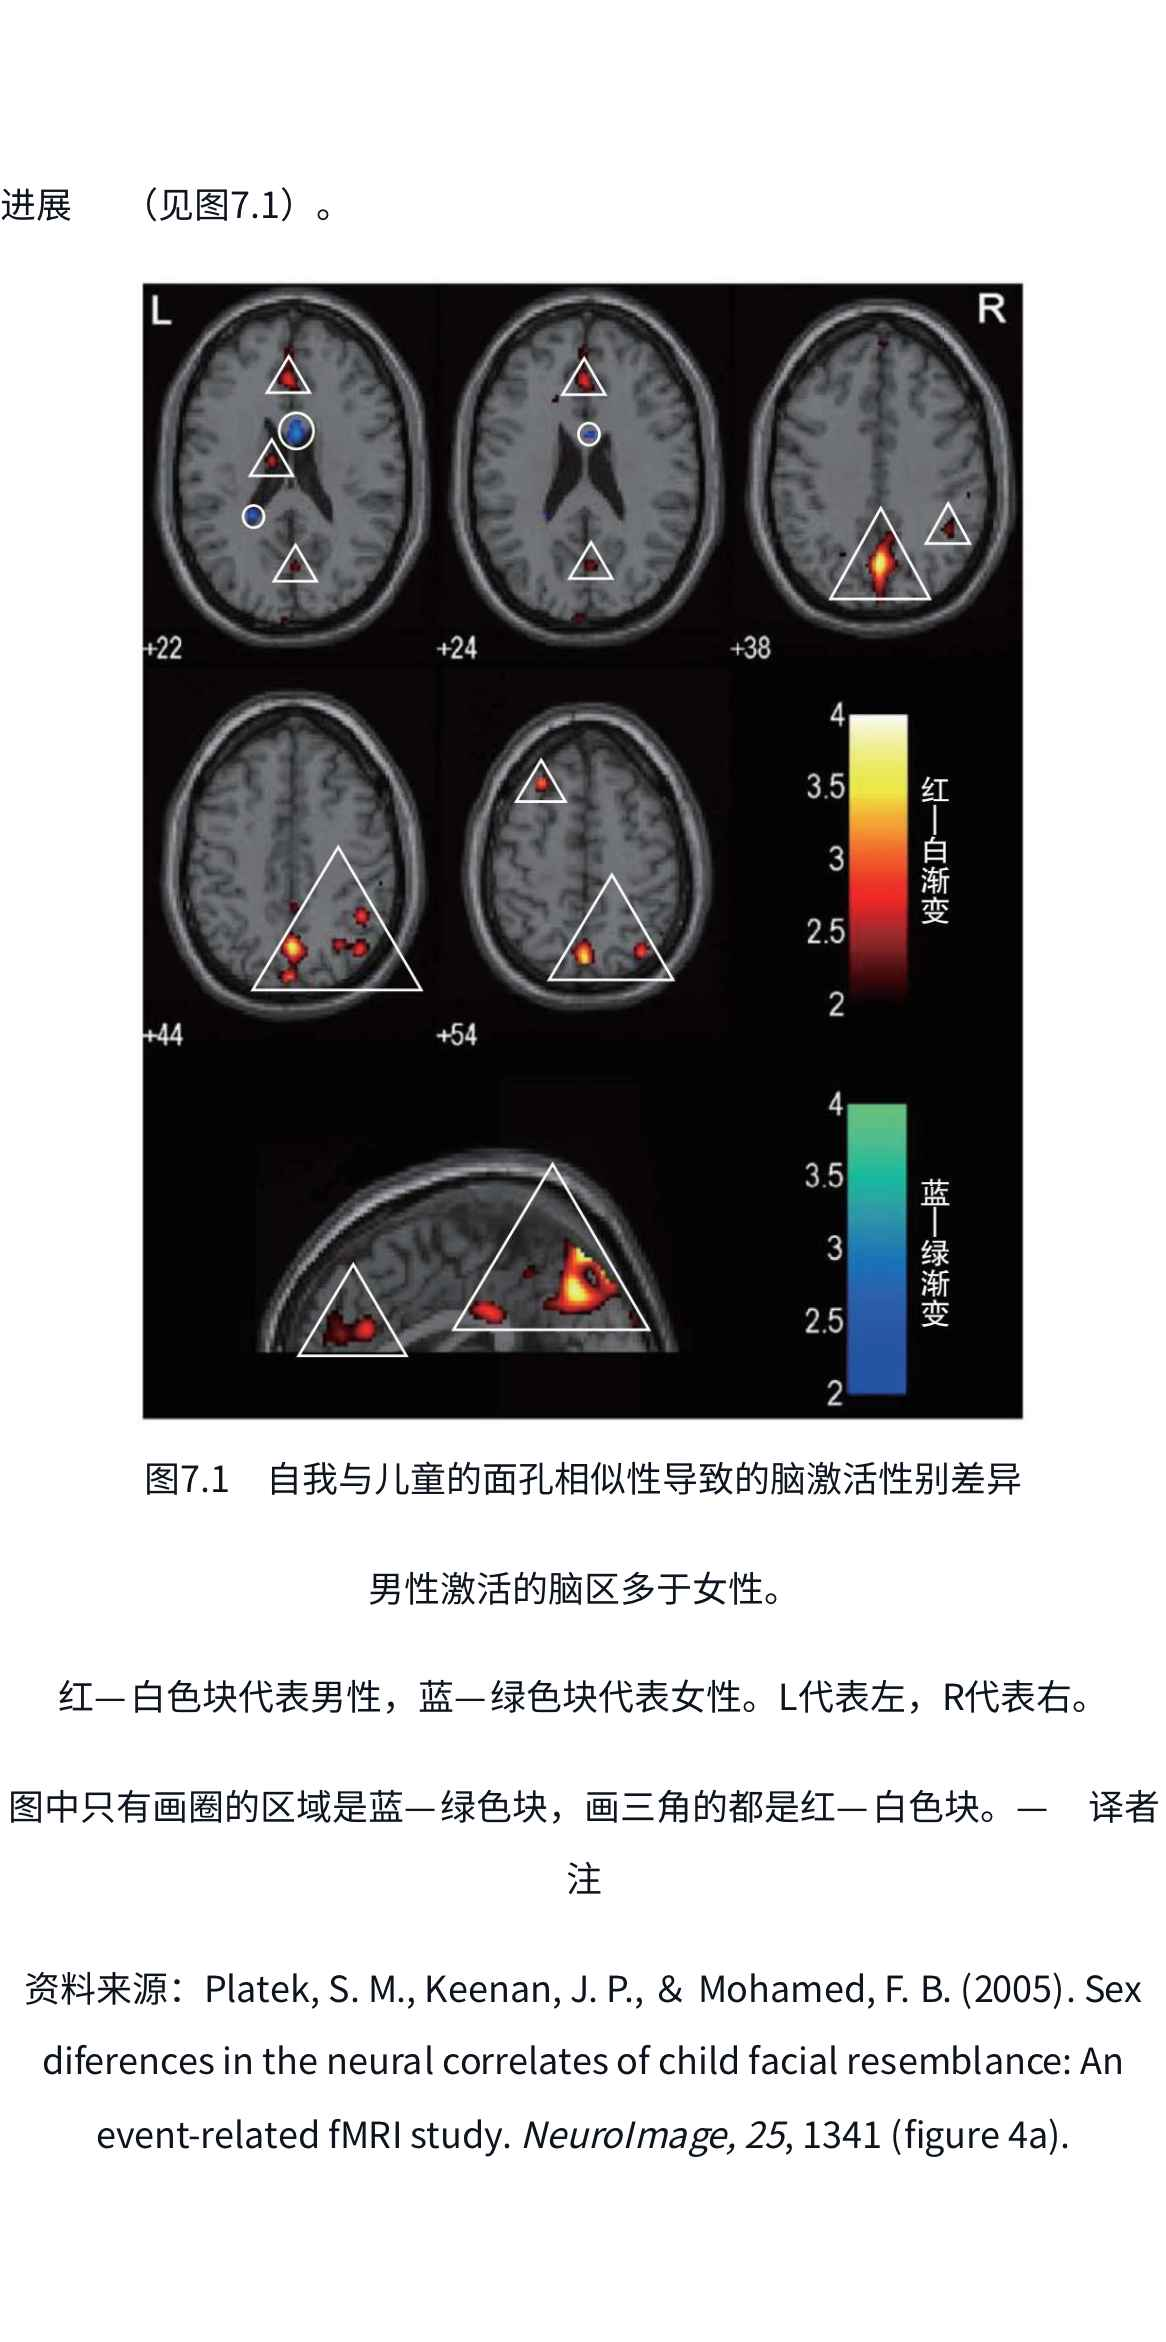 进展 （见图7.1）。
L R
+22 +24 +38
4
3.5
3
2.5
2
红—白渐变
+44 +54
4
3.5
3
2.5
2
蓝—绿渐变
图7.1 自我与儿童的面孔相似性导致的脑激活性别差异
男性激活的脑区多于女性。
红—白色块代表男性，蓝—绿色块代表女性。L代表左，R代表右。
图中只有画圈的区域是蓝—绿色块，画三角的都是红—白色块。— 译者
注
资料来源：Platek, S. M., Keenan, J. P., & Mohamed, F. B. (2005). Sex
diferences in the neural correlates of child facial resemblance: An
event-related fMRI study. NeuroImage, 25, 1341 (figure 4a).